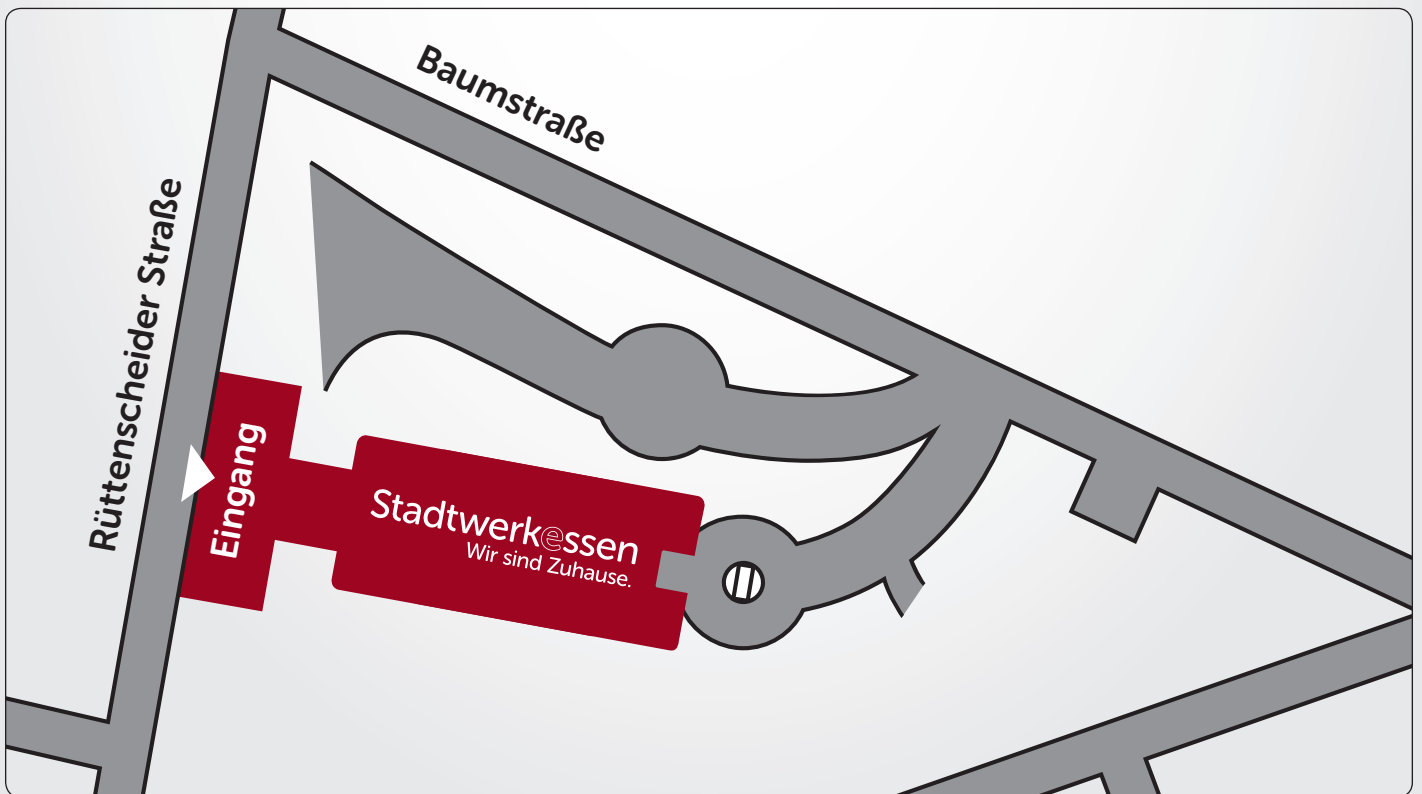 Baumstraße
Rüttenscheider Straße
Eingang
Stadtwerkessen
Wir sind Zuhause.